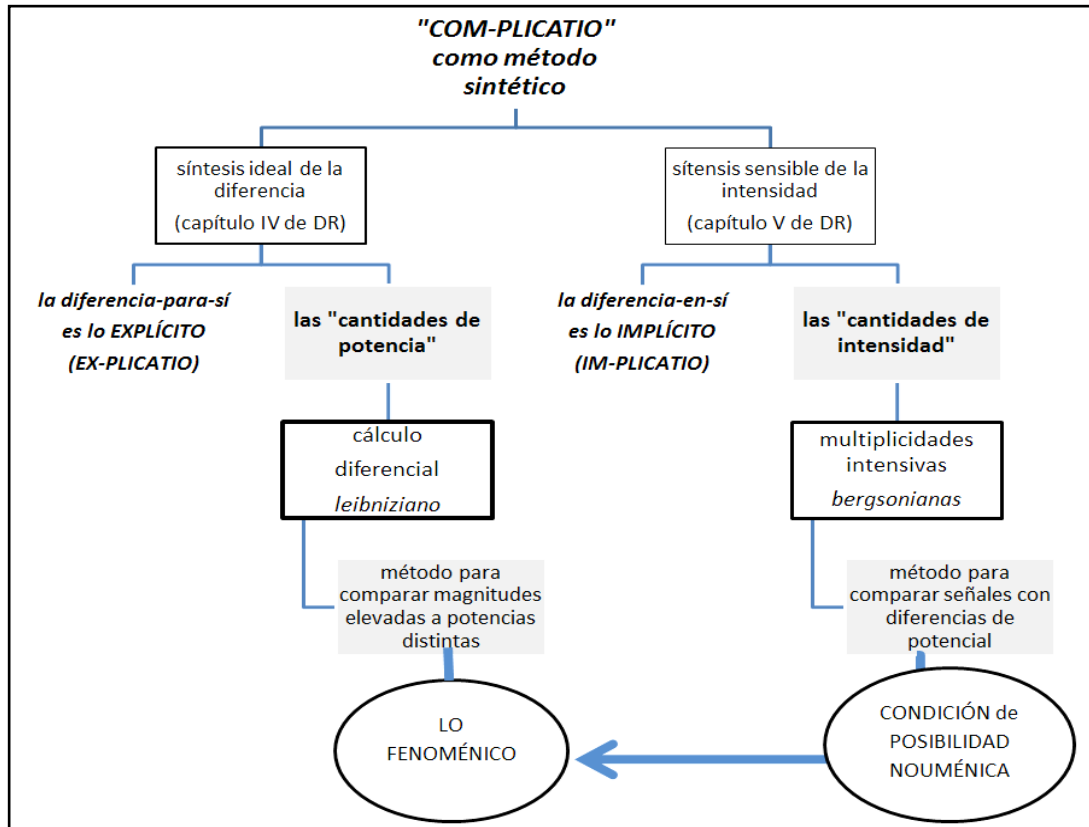 "COM-PLICATIO"
como método
sintético
síntesis ideal de la
diferencia
(capítulo IV de DR)
sítensis sensible de la
intensidad
(capítulo V de DR)
la diferencia-para-sí
es lo EXPLÍCITO
(EX-PLICATIO)
las "cantidades de
potencia"
la diferencia-en-sí
es lo IMPLÍCITO
(IM-PLICATIO)
las "cantidades de
intensidad"
cálculo
diferencial
leibniziano
multiplicidades
intensivas
bergsonianas
método para
comparar magnitudes
elevadas a potencias
distintas
método para
comparar señales con
diferencias de
potencial
LO
FENOMÉNICO
CONDICIÓN de
POSIBILIDAD
NOUMÉNICA